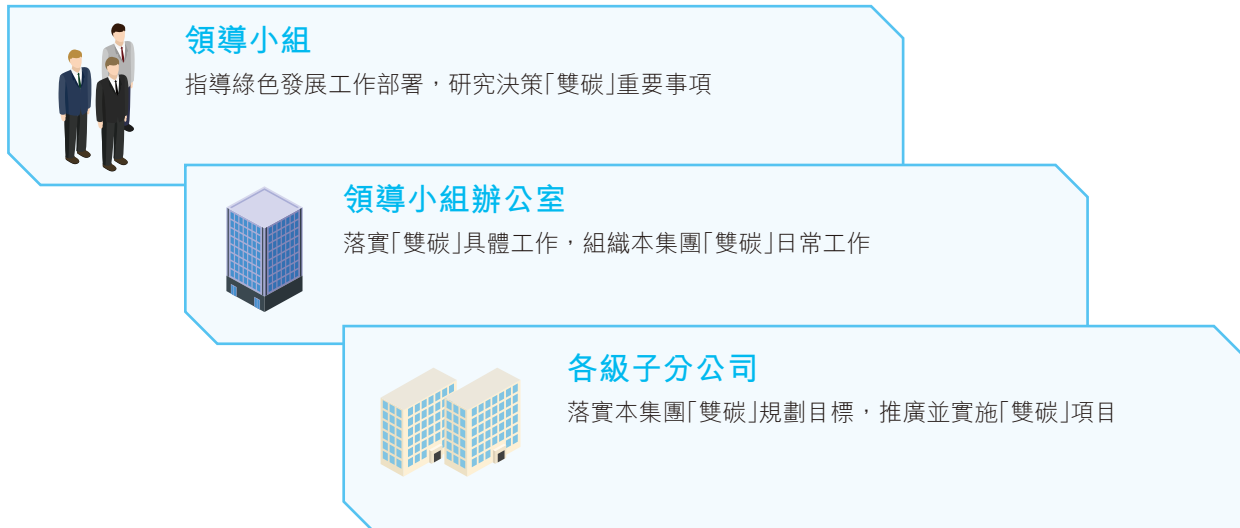 領導小組
指導綠色發展工作部署，研究決策「雙碳」重要事項
領導小組辦公室
落實「雙碳」具體工作，組織本集團「雙碳」日常工作
各級子分公司
落實本集團「雙碳」規劃目標，推廣並實施「雙碳」項目